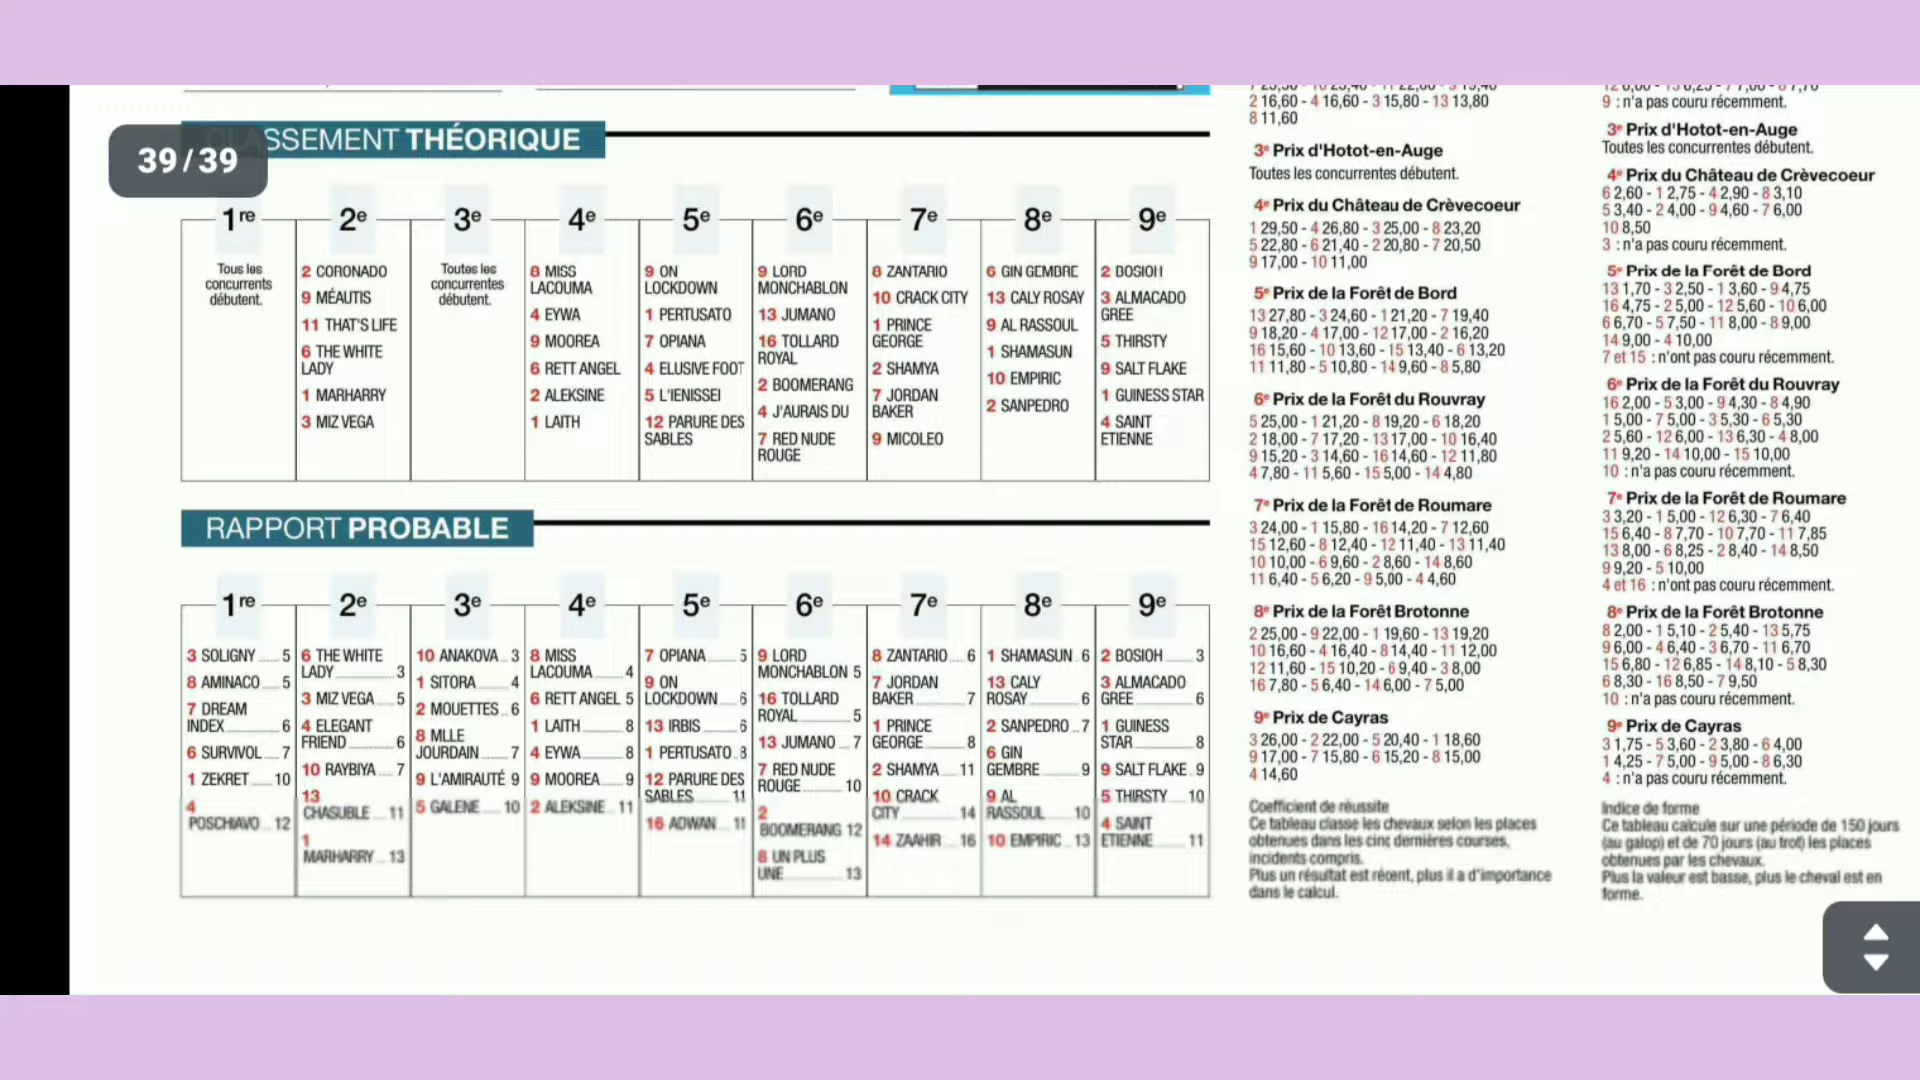 39/39
CLASSEMENT THÉORIQUE
1re
Tous les
concurrents
débutent.
2e
2 CORONADO
9 MÉAUTIS
11 THAT'S LIFE
6 THE WHITE
LADY
1 MARHARRY
3 MIZ VEGA
3e
Toutes les
concurrentes
débutent.
4e
8 MISS
LACOUMA
4 EYWA
9 MOOREA
6 RETT ANGEL
2 ALEKSINE
1 LAITH
5e
9 ON
LOCKDOWN
1 PERTUSATO
7 OPIANA
4 ELUSIVE FOOT
5 L'IENISSEI
12 PARURE DES
SABLES
6e
9 LORD
MONCHABLON
13 JUMANO
16 TOLLARD
ROYAL
2 BOOMERANG
4 J'AURAIS DU
7 RED NUDE
ROUGE
7e
8 ZANTARIO
10 CRACK CITY
1 PRINCE
GEORGE
2 SHAMYA
7 JORDAN
BAKER
9 MICOLEO
8e
6 GIN GEMBRE
13 CALY ROSAY
9 AL RASSOUL
1 SHAMASUN
10 EMPIRIC
2 SANPEDRO
9e
2 BOSIOH
3 ALMACADO
GREE
5 THIRSTY
9 SALT FLAKE
1 GUINESS STAR
4 SAINT
ETIENNE
RAPPORT PROBABLE
1re
3 SOLIGNY 5
8 AMINACO 5
7 DREAM
INDEX 6
6 SURVIVOL 7
1 ZEKRET 10
4
POSCHIAVO 12
2e
6 THE WHITE
LADY 3
3 MIZ VEGA 5
4 ELEGANT
FRIEND 6
10 RAYBIYA 7
13
CHASUBLE 11
1
MARHARRY 13
3e
10 ANAKOVA 3
1 SITORA 4
2 MOUETTES 6
8 MLLE
JOURDAIN 7
9 L'AMIRAUTÉ 9
5 GALENE 10
4e
8 MISS
LACOUMA 4
6 RETT ANGEL 5
1 LAITH 8
4 EYWA 8
9 MOOREA 9
2 ALEKSINE 11
5e
7 OPIANA 5
9 ON
LOCKDOWN 6
13 IRBIS 6
1 PERTUSATO 8
12 PARURE DES
SABLES 11
16 ADWAN 11
6e
9 LORD
MONCHABLON 5
16 TOLLARD
ROYAL 5
13 JUMANO 7
7 RED NUDE
ROUGE 10
2
BOOMERANG 12
8 UN PLUS
UNE 13
7e
8 ZANTARIO 6
7 JORDAN
BAKER 7
1 PRINCE
GEORGE 8
2 SHAMYA 11
10 CRACK
CITY 14
14 ZAAHIR 16
8e
1 SHAMASUN 6
13 CALY
ROSAY 6
2 SANPEDRO 7
6 GIN
GEMBRE 9
9 AL
RASSOUL 10
10 EMPIRIC 13
9e
2 BOSIOH 3
3 ALMACADO
GREE 6
1 GUINESS
STAR 8
9 SALT FLAKE 9
5 THIRSTY 10
4 SAINT
ETIENNE 11
2 16,60 - 4 16,60 - 3 15,80 - 13 13,80
8 11,60
3e Prix d'Hotot-en-Auge
Toutes les concurrentes débutent.
4e Prix du Château de Crèvecoeur
1 29,50 - 4 26,80 - 3 25,00 - 8 23,20
5 22,80 - 6 21,40 - 2 20,80 - 7 20,50
9 17,00 - 10 11,00
5e Prix de la Forêt de Bord
13 27,80 - 3 24,60 - 1 21,20 - 7 19,40
9 18,20 - 4 17,00 - 12 17,00 - 2 16,20
16 15,60 - 10 13,60 - 15 13,40 - 6 13,20
11 11,80 - 5 10,80 - 14 9,60 - 8 5,80
6e Prix de la Forêt du Rouvray
5 25,00 - 1 21,20 - 8 19,20 - 6 18,20
2 18,00 - 7 17,20 - 13 17,00 - 10 16,40
9 15,20 - 3 14,60 - 16 14,60 - 12 11,80
4 7,80 - 11 5,60 - 15 5,00 - 14 4,80
7e Prix de la Forêt de Roumare
3 24,00 - 1 15,80 - 16 14,20 - 7 12,60
15 12,60 - 8 12,40 - 12 11,40 - 13 11,40
10 10,00 - 6 9,60 - 2 8,60 - 14 8,60
11 6,40 - 5 6,20 - 9 5,00 - 4 4,60
8e Prix de la Forêt Brotonne
2 25,00 - 9 22,00 - 1 19,60 - 13 19,20
10 16,60 - 4 16,40 - 8 14,40 - 11 12,00
12 11,60 - 15 10,20 - 6 9,40 - 3 8,00
16 7,80 - 5 6,40 - 14 6,00 - 7 5,00
9e Prix de Cayras
3 26,00 - 2 22,00 - 5 20,40 - 1 18,60
9 17,00 - 7 15,80 - 6 15,20 - 8 15,00
4 14,60
Coefficient de réussite
Ce tableau classe les chevaux selon les places
obtenues dans les cinq dernières courses,
incidents compris.
Plus un résultat est récent, plus il a d'importance
dans le calcul.
9 : n'a pas couru récemment.
3e Prix d'Hotot-en-Auge
Toutes les concurrentes débutent.
4e Prix du Château de Crèvecoeur
6 2,60 - 1 2,75 - 4 2,90 - 8 3,10
5 3,40 - 2 4,00 - 9 4,60 - 7 6,00
10 8,50
3 : n'a pas couru récemment.
5e Prix de la Forêt de Bord
13 1,70 - 3 2,50 - 1 3,60 - 9 4,75
16 4,75 - 2 5,00 - 12 5,60 - 10 6,00
6 6,70 - 5 7,50 - 11 8,00 - 8 9,00
14 9,00 - 4 10,00
7 et 15 : n'ont pas couru récemment.
6e Prix de la Forêt du Rouvray
16 2,00 - 5 3,00 - 9 4,30 - 8 4,90
1 5,00 - 7 5,00 - 3 5,30 - 6 5,30
2 5,60 - 12 6,00 - 13 6,30 - 4 8,00
11 9,20 - 14 10,00 - 15 10,00
10 : n'a pas couru récemment.
7e Prix de la Forêt de Roumare
3 3,20 - 1 5,00 - 12 6,30 - 7 6,40
15 6,40 - 8 7,70 - 10 7,70 - 11 7,85
13 8,00 - 6 8,25 - 2 8,40 - 14 8,50
9 9,20 - 5 10,00
4 et 16 : n'ont pas couru récemment.
8e Prix de la Forêt Brotonne
8 2,00 - 1 5,10 - 2 5,40 - 13 5,75
9 6,00 - 4 6,40 - 3 6,70 - 11 6,70
15 6,80 - 12 6,85 - 14 8,10 - 5 8,30
6 8,30 - 16 8,50 - 7 9,50
10 : n'a pas couru récemment.
9e Prix de Cayras
3 1,75 - 5 3,60 - 2 3,80 - 6 4,00
1 4,25 - 7 5,00 - 9 5,00 - 8 6,30
4 : n'a pas couru récemment.
Indice de forme
Ce tableau calcule sur une période de 150 jours
(au galop) et de 70 jours (au trot) les places
obtenues par les chevaux.
Plus la valeur est basse, plus le cheval est en
forme.